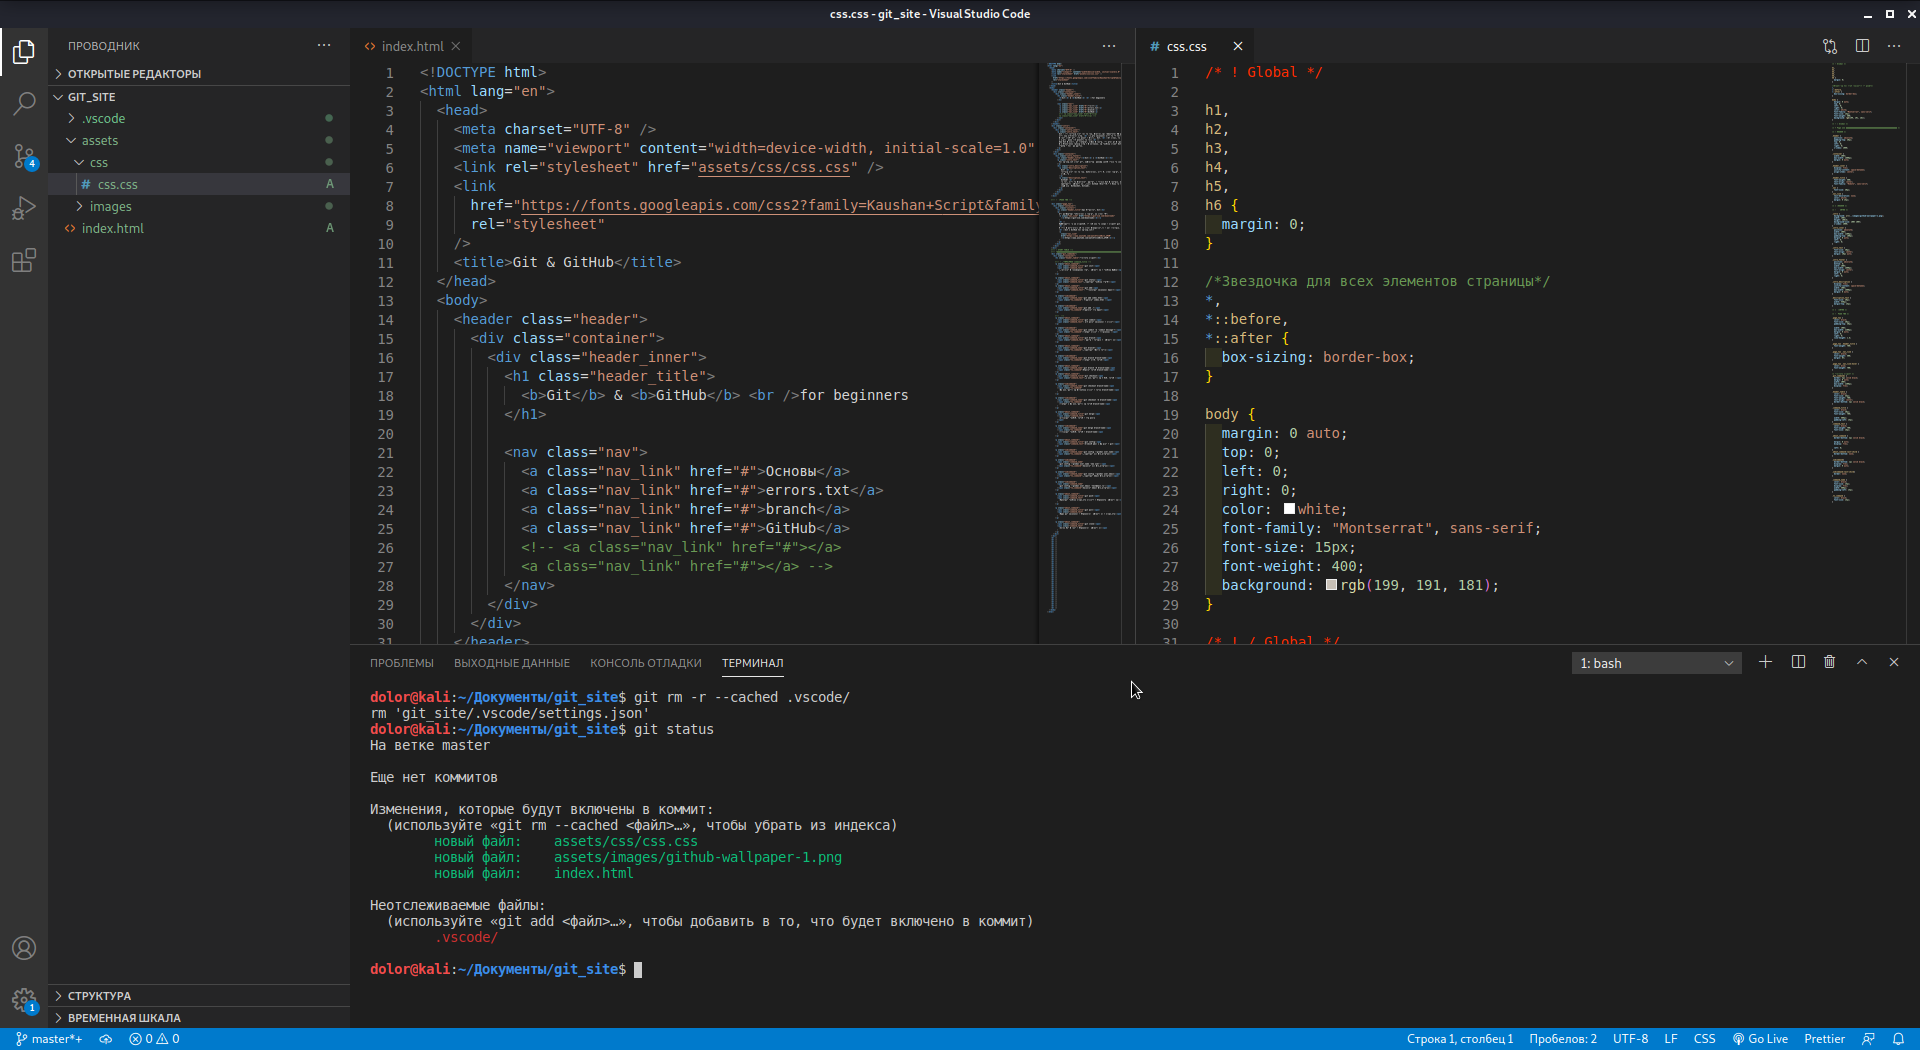 css.css - git_site - Visual Studio Code
ПРОВОДНИК
ОТКРЫТЫЕ РЕДАКТОРЫ
GIT_SITE
.vscode
assets
css
# css.css A
images
<> index.html A
СТРУКТУРА
ВРЕМЕННАЯ ШКАЛА
4
1
<> index.html
1 <!DOCTYPE html>
2 <html lang="en">
3 <head>
4 <meta charset="UTF-8" />
5 <meta name="viewport" content="width=device-width, initial-scale=1.0"
6 <link rel="stylesheet" href="assets/css/css.css" />
7 <link
8 href="https://fonts.googleapis.com/css2?family=Kaushan+Script&family
9 rel="stylesheet"
10 />
11 <title>Git & GitHub</title>
12 </head>
13 <body>
14 <header class="header">
15 <div class="container">
16 <div class="header_inner">
17 <h1 class="header_title">
18 <b>Git</b> & <b>GitHub</b> <br />for beginners
19 </h1>
20
21 <nav class="nav">
22 <a class="nav_link" href="#">Основы</a>
23 <a class="nav_link" href="#">errors.txt</a>
24 <a class="nav_link" href="#">branch</a>
25 <a class="nav_link" href="#">GitHub</a>
26 <!-- <a class="nav_link" href="#"></a>
27 <a class="nav_link" href="#"></a> -->
28 </nav>
29 </div>
30 </div>
31 </header>
# css.css
1 /* ! Global */
2
3 h1,
4 h2,
5 h3,
6 h4,
7 h5,
8 h6 {
9 margin: 0;
10 }
11
12 /*Звездочка для всех элементов страницы*/
13 *,
14 *::before,
15 *::after {
16 box-sizing: border-box;
17 }
18
19 body {
20 margin: 0 auto;
21 top: 0;
22 left: 0;
23 right: 0;
24 color: white;
25 font-family: "Montserrat", sans-serif;
26 font-size: 15px;
27 font-weight: 400;
28 background: rgb(199, 191, 181);
29 }
30
31 /* ! / Global */
ПРОБЛЕМЫ ВЫХОДНЫЕ ДАННЫЕ КОНСОЛЬ ОТЛАДКИ ТЕРМИНАЛ 1: bash
dolor@kali:~/Документы/git_site$ git rm -r --cached .vscode/
rm 'git_site/.vscode/settings.json'
dolor@kali:~/Документы/git_site$ git status
На ветке master
Еще нет коммитов
Изменения, которые будут включены в коммит:
(используйте «git rm --cached <файл>…», чтобы убрать из индекса)
новый файл: assets/css/css.css
новый файл: assets/images/github-wallpaper-1.png
новый файл: index.html
Неотслеживаемые файлы:
(используйте «git add <файл>…», чтобы добавить в то, что будет включено в коммит)
.vscode/
dolor@kali:~/Документы/git_site$
master*+ 0 0 Строка 1, столбец 1 Пробелов: 2 UTF-8 LF CSS Go Live Prettier